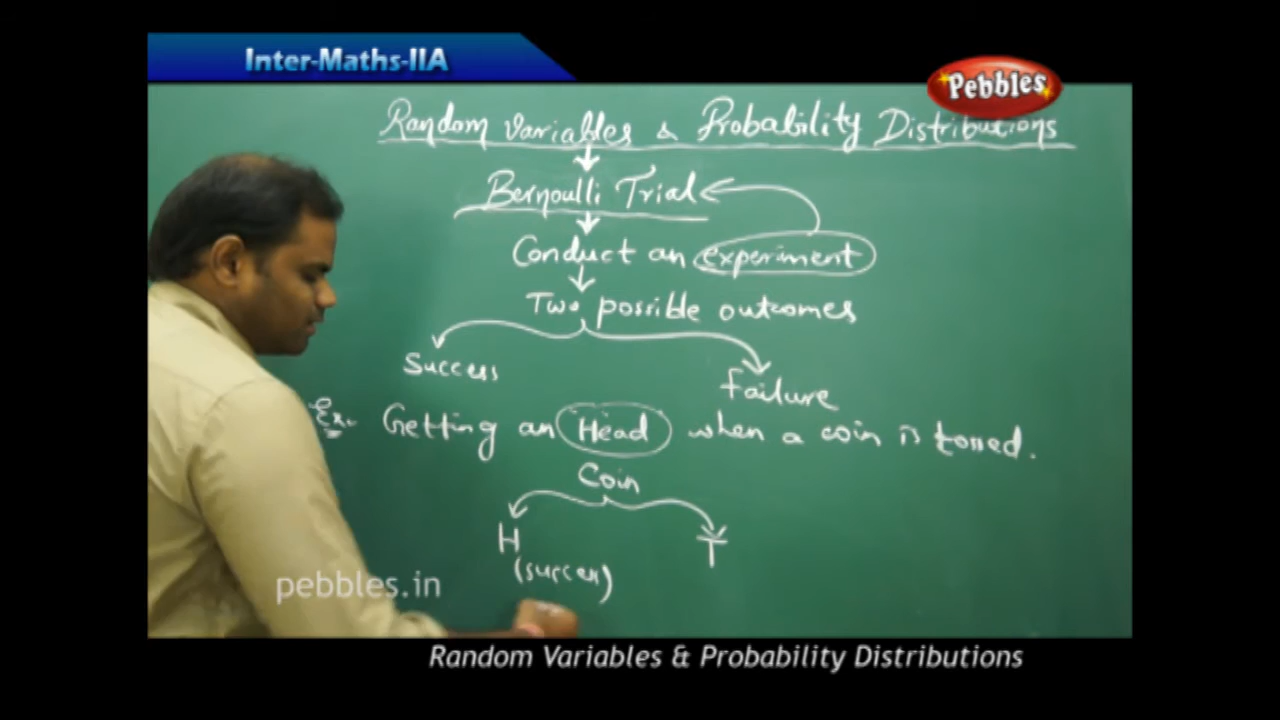 Inter-Maths-IIA
Pebbles
Random Variables & Probability Distributions
Bernoulli Trial
Conduct an experiment
Two possible outcomes
Success
Failure
Ex. Getting an Head when a coin is tossed.
Coin
H T
(success)
pebbles.in
Random Variables & Probability Distributions